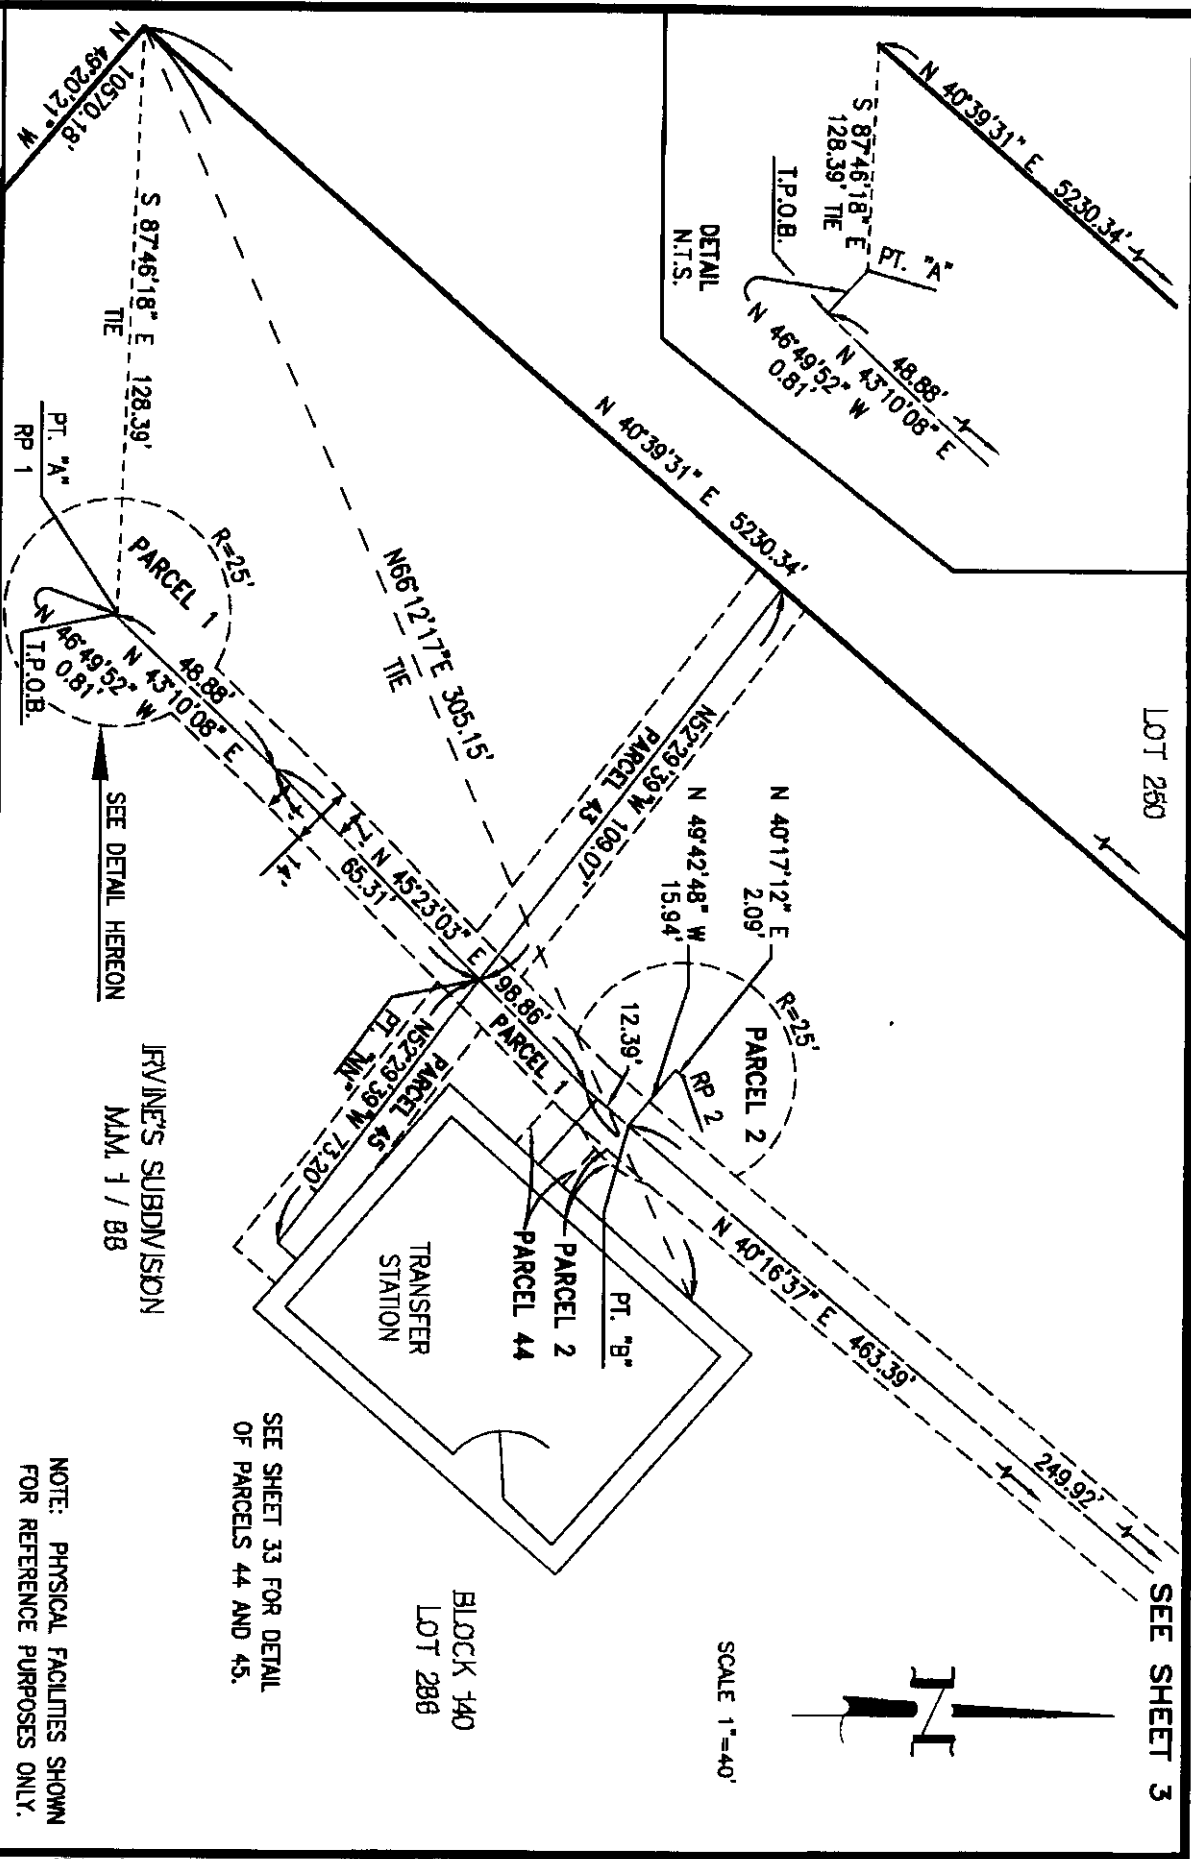 SEE SHEET 3
SCALE 1"=40'
LOT 250
N 40°39'31" E 5230.34'
S 87°46'18" E
128.39' TIE
PT. "A"
T.P.O.B.
48.88'
N 43°10'08" E
N 46°49'52" W
0.81'
DETAIL
N.T.S.
N 40°39'31" E 5230.34'
N 49°20'21" W
10570.18'
S 87°46'18" E 128.39'
TIE
N66°12'17"E 305.15'
TIE
PT. "A"
RP 1
PARCEL 1
R=25'
48.88'
N 43°10'08" E
N 46°49'52" W
0.81'
T.P.O.B.
SEE DETAIL HEREON
N52°29'39"W 109.07'
PARCEL 43
N 40°17'12" E
2.09'
N 49°42'48" W
15.94'
R=25'
PARCEL 2
RP 2
12.39'
7'
7'
14'
N 45°23'03" E
65.31'
98.86'
PARCEL 1
PT. "NN"
N52°29'39"W 73.20'
PARCEL 45
PT. "B"
PARCEL 2
PARCEL 44
N 40°16'37" E 463.39'
249.92'
TRANSFER
STATION
IRVINE'S SUBDIVISION
M.M. 1 / 88
BLOCK 140
LOT 288
SEE SHEET 33 FOR DETAIL
OF PARCELS 44 AND 45.
NOTE: PHYSICAL FACILITIES SHOWN
FOR REFERENCE PURPOSES ONLY.